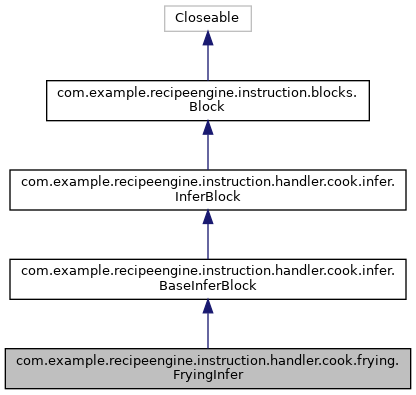 Closeable
com.example.recipeengine.instruction.blocks.
Block
com.example.recipeengine.instruction.handler.cook.infer.
InferBlock
com.example.recipeengine.instruction.handler.cook.infer.
BaseInferBlock
com.example.recipeengine.instruction.handler.cook.frying.
FryingInfer